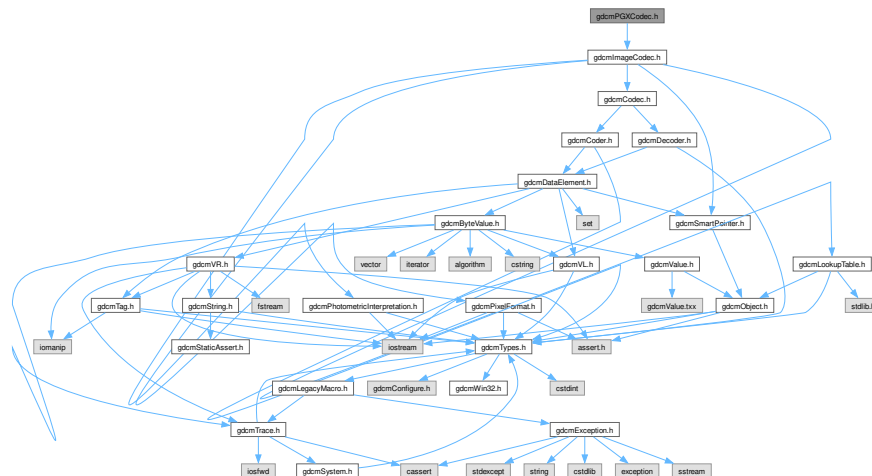 gdcmPGXCodec.h
gdcmImageCodec.h
gdcmCodec.h
gdcmCoder.h
gdcmDecoder.h
gdcmDataElement.h
gdcmByteValue.h
set
gdcmSmartPointer.h
gdcmVR.h
vector
iterator
algorithm
cstring
gdcmVL.h
gdcmValue.h
gdcmLookupTable.h
gdcmTag.h
gdcmString.h
fstream
gdcmPhotometricInterpretation.h
gdcmPixelFormat.h
gdcmValue.txx
gdcmObject.h
iomanip
gdcmStaticAssert.h
iostream
gdcmTypes.h
assert.h
gdcmLegacyMacro.h
gdcmConfigure.h
gdcmWin32.h
cstdint
gdcmTrace.h
gdcmException.h
iosfwd
gdcmSystem.h
cassert
stdexcept
string
cstdlib
exception
sstream